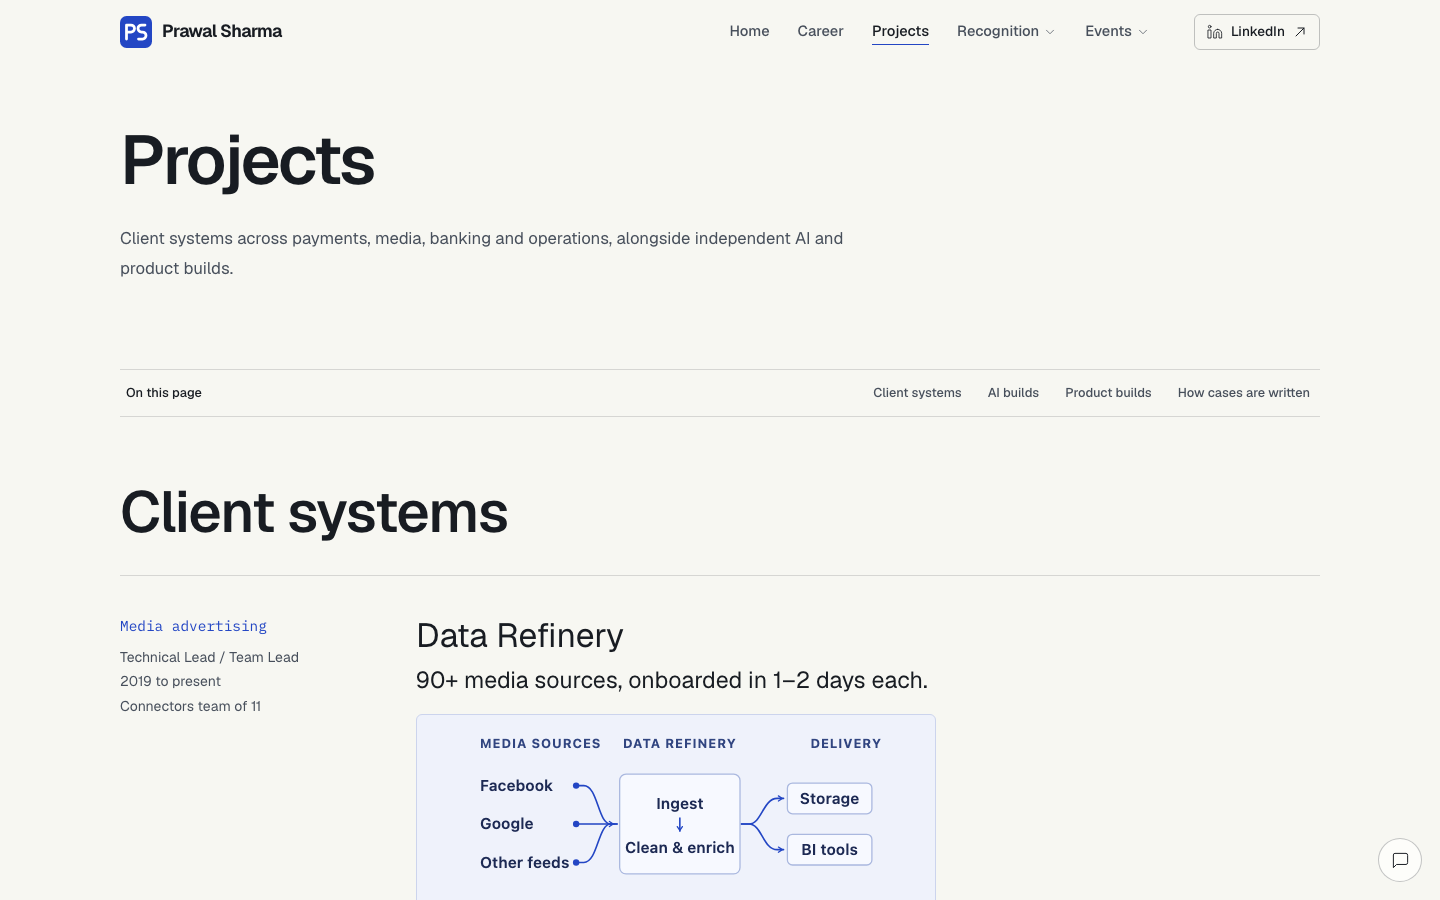 PS Prawal Sharma
Home Career Projects Recognition Events LinkedIn
Projects
Client systems across payments, media, banking and operations, alongside independent AI and
product builds.
On this page
Client systems AI builds Product builds How cases are written
Client systems
Media advertising
Technical Lead / Team Lead
2019 to present
Connectors team of 11
Data Refinery
90+ media sources, onboarded in 1–2 days each.
MEDIA SOURCES DATA REFINERY DELIVERY
Facebook
Google
Other feeds
Ingest
Clean & enrich
Storage
BI tools